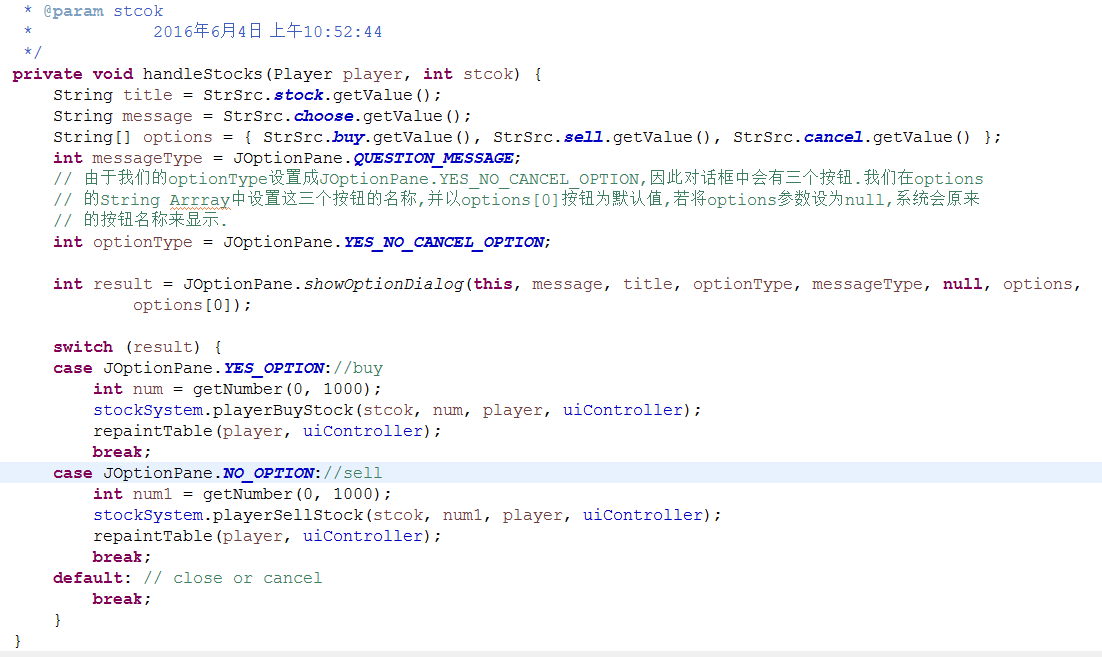 * @param stcok
*            2016年6月4日 上午10:52:44
*/
private void handleStocks(Player player, int stcok) {
    String title = StrSrc.stock.getValue();
    String message = StrSrc.choose.getValue();
    String[] options = { StrSrc.buy.getValue(), StrSrc.sell.getValue(), StrSrc.cancel.getValue() };
    int messageType = JOptionPane.QUESTION_MESSAGE;
    // 由于我们的optionType设置成JOptionPane.YES_NO_CANCEL_OPTION,因此对话框中会有三个按钮.我们在options
    // 的String Arrray中设置这三个按钮的名称,并以options[0]按钮为默认值,若将options参数设为null,系统会原来
    // 的按钮名称来显示.
    int optionType = JOptionPane.YES_NO_CANCEL_OPTION;

    int result = JOptionPane.showOptionDialog(this, message, title, optionType, messageType, null, options,
            options[0]);

    switch (result) {
    case JOptionPane.YES_OPTION://buy
        int num = getNumber(0, 1000);
        stockSystem.playerBuyStock(stcok, num, player, uiController);
        repaintTable(player, uiController);
        break;
    case JOptionPane.NO_OPTION://sell
        int num1 = getNumber(0, 1000);
        stockSystem.playerSellStock(stcok, num1, player, uiController);
        repaintTable(player, uiController);
        break;
    default: // close or cancel
        break;
    }
}